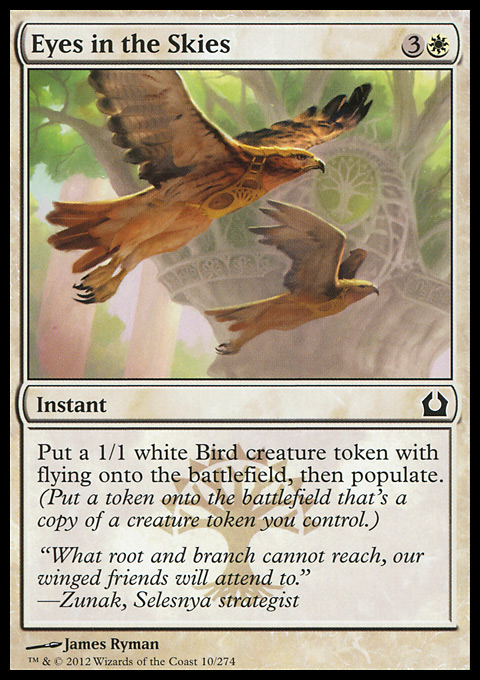 Eyes in the Skies 3
Instant
Put a 1/1 white Bird creature token with
flying onto the battlefield, then populate.
(Put a token onto the battlefield that's a
copy of a creature token you control.)
“What root and branch cannot reach, our
winged friends will attend to.”
—Zunak, Selesnya strategist
James Ryman
™ & © 2012 Wizards of the Coast 10/274